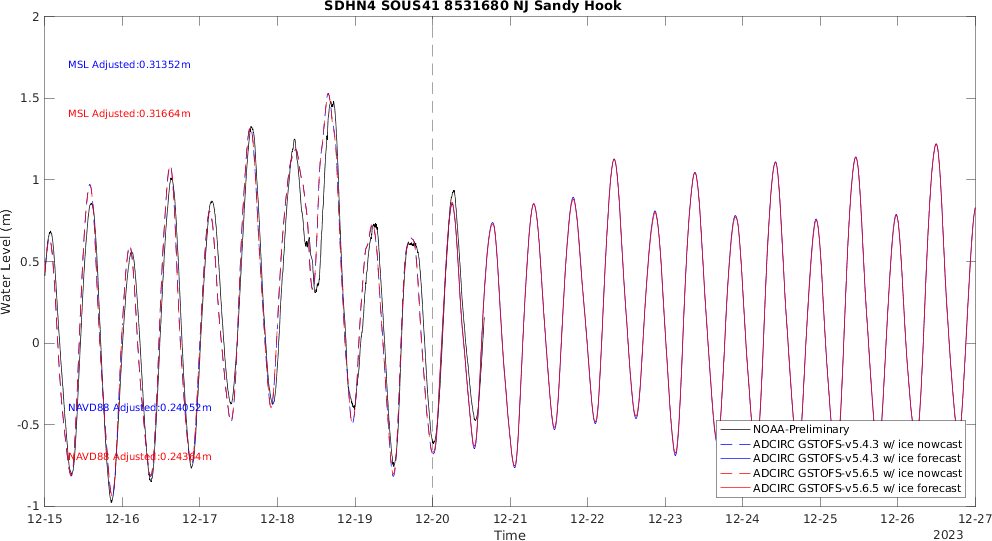 SDHN4 SOUS41 8531680 NJ Sandy Hook
2
1.5
1
0.5
0
-0.5
-1
Water Level (m)
MSL Adjusted:0.31352m
MSL Adjusted:0.31664m
NAVD88 Adjusted:0.24052m
NAVD88 Adjusted:0.24364m
NOAA-Preliminary
ADCIRC GSTOFS-v5.4.3 w/ ice nowcast
ADCIRC GSTOFS-v5.4.3 w/ ice forecast
ADCIRC GSTOFS-v5.6.5 w/ ice nowcast
ADCIRC GSTOFS-v5.6.5 w/ ice forecast
12-15 12-16 12-17 12-18 12-19 12-20 12-21 12-22 12-23 12-24 12-25 12-26 12-27
Time
2023